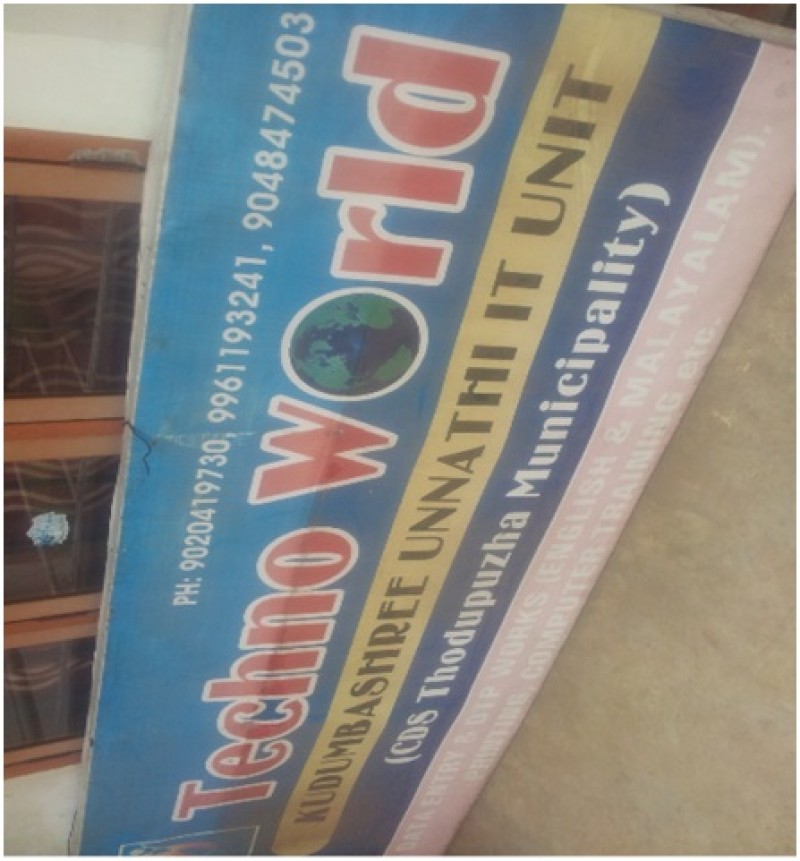 PH: 9020419730, 9961193241, 9048474503
Techno World
KUDUMBASHREE UNNATHI IT UNIT
(CDS Thodupuzha Municipality)
DATA ENTRY & DTP WORKS (ENGLISH & MALAYALAM),
PRINTING, COMPUTER TRAINING etc.